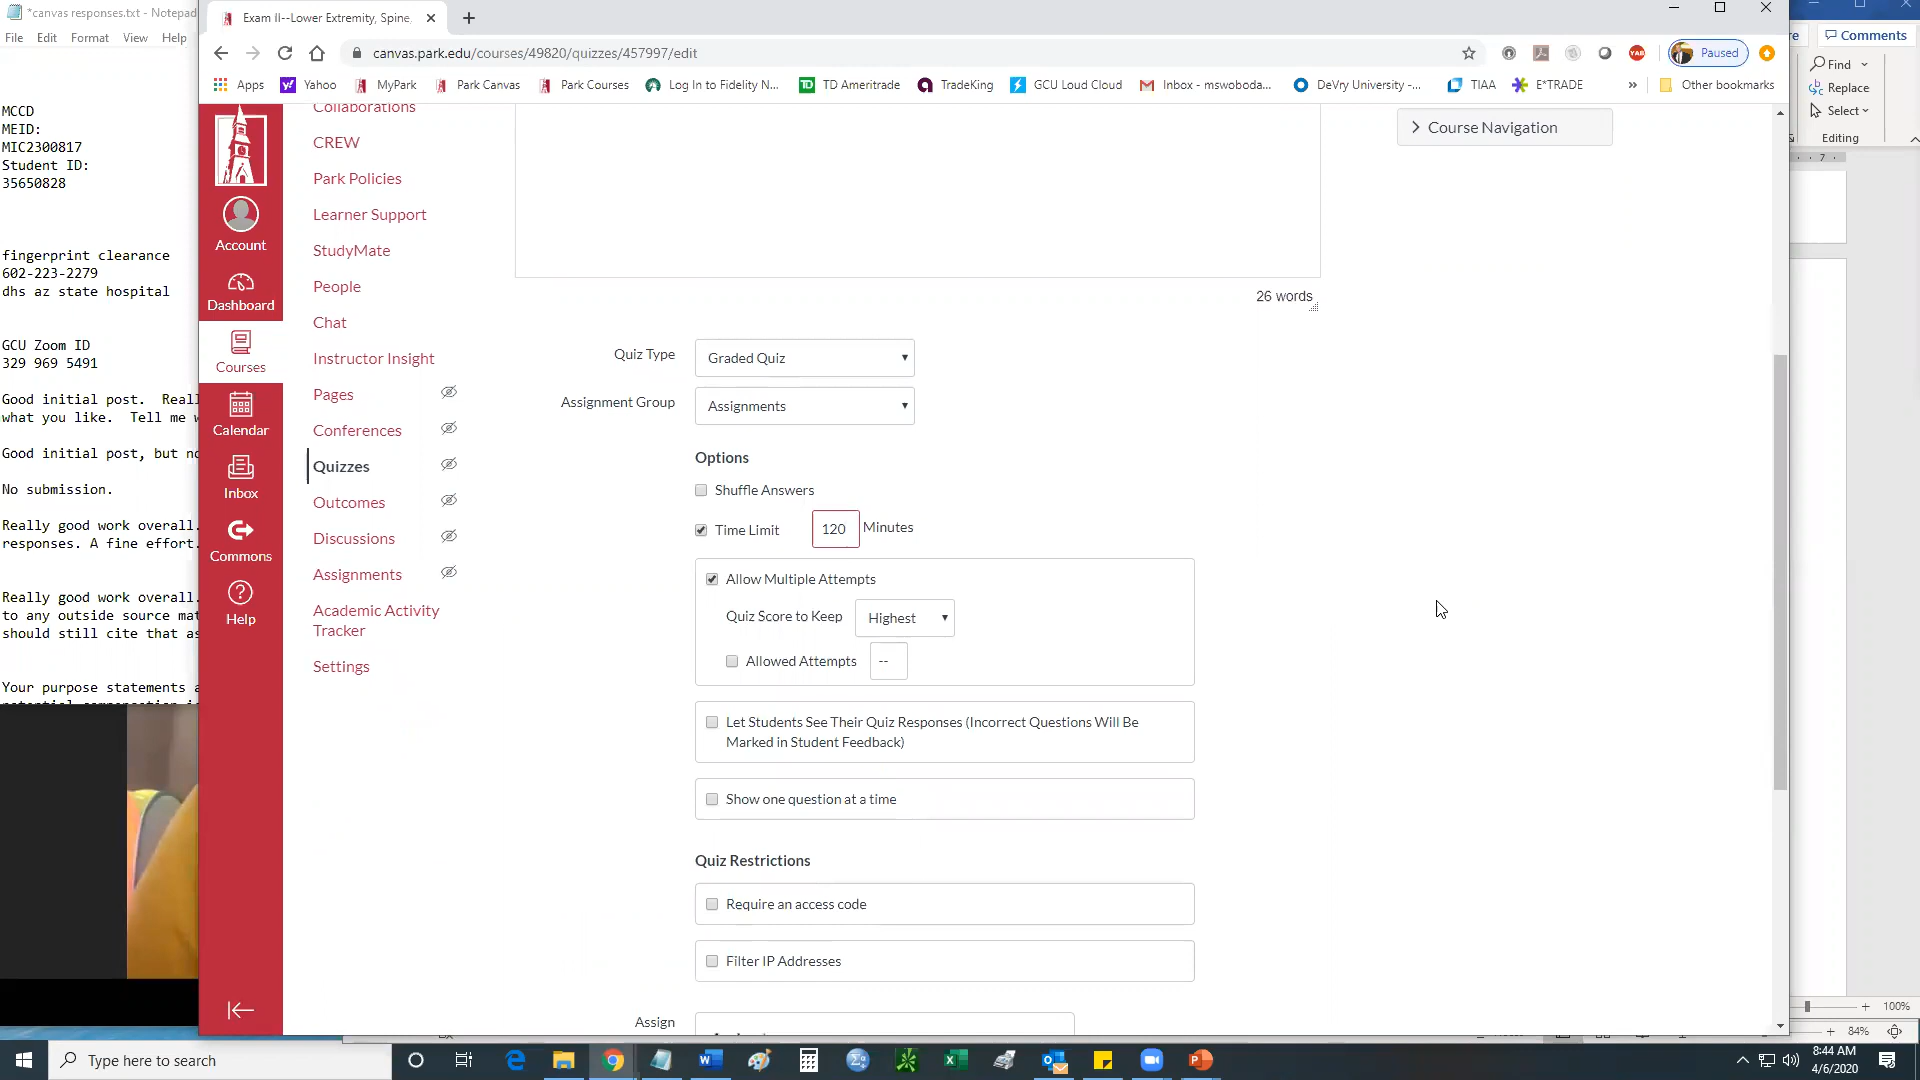 *canvas responses.txt - Notepad
File Edit Format View Help
MCCD
MEID:
MIC2300817
Student ID:
35650828
fingerprint clearance
602-223-2279
dhs az state hospital
GCU Zoom ID
329 969 5491
Good initial post. Reall
what you like. Tell me w
Good initial post, but no
No submission.
Really good work overall.
responses. A fine effort.
Really good work overall.
to any outside source mat
should still cite that as
Your purpose statements a
Exam II--Lower Extremity, Spine,
canvas.park.edu/courses/49820/quizzes/457997/edit
Paused
Apps Yahoo MyPark Park Canvas Park Courses Log In to Fidelity N... TD Ameritrade TradeKing GCU Loud Cloud Inbox - mswoboda... DeVry University -... TIAA E*TRADE » Other bookmarks
Account
Dashboard
Courses
Calendar
Inbox
Commons
Help
Collaborations
CREW
Park Policies
Learner Support
StudyMate
People
Chat
Instructor Insight
Pages
Conferences
Quizzes
Outcomes
Discussions
Assignments
Academic Activity
Tracker
Settings
Course Navigation
26 words
Quiz Type Graded Quiz
Assignment Group Assignments
Options
Shuffle Answers
Time Limit 120 Minutes
Allow Multiple Attempts
Quiz Score to Keep Highest
Allowed Attempts --
Let Students See Their Quiz Responses (Incorrect Questions Will Be
Marked in Student Feedback)
Show one question at a time
Quiz Restrictions
Require an access code
Filter IP Addresses
Assign
Comments
Find
Replace
Select
Editing
7
100%
84%
Type here to search
8:44 AM
4/6/2020